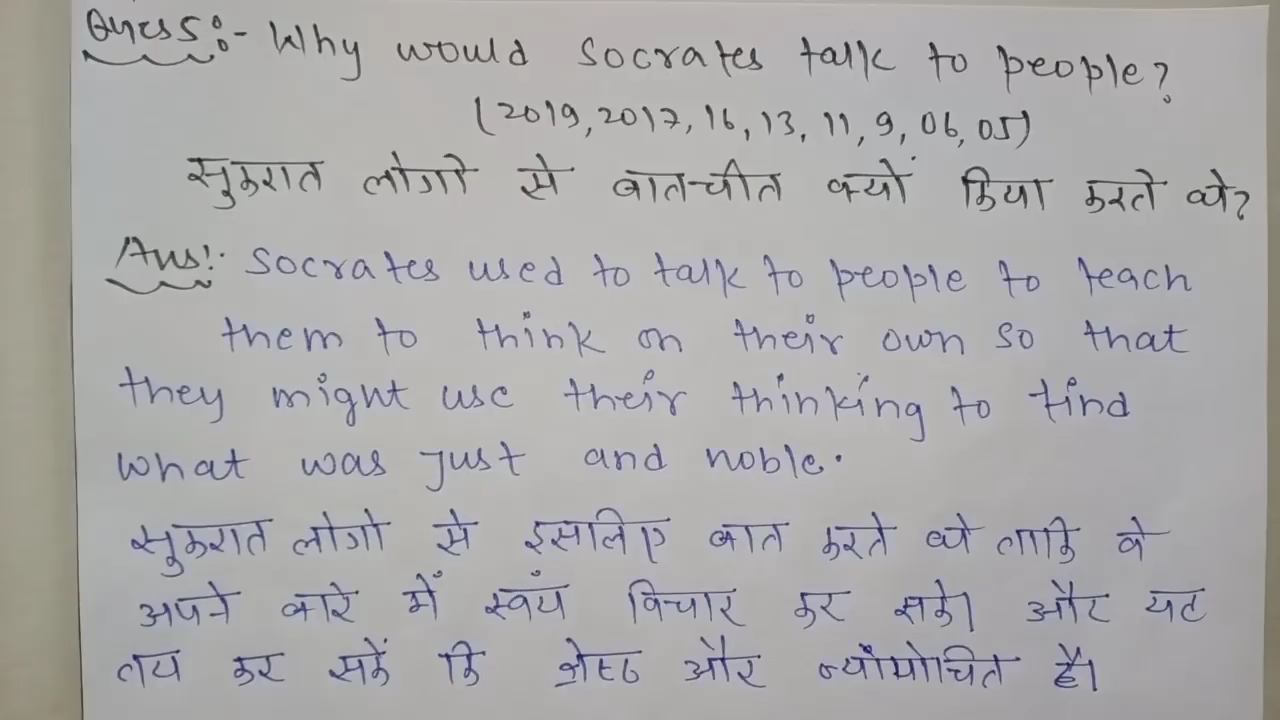 Ques:- Why would Socrates talk to people?
(2019, 2017, 16, 13, 11, 9, 06, 05)
सुकरात लोगो से बातचीत क्यों किया करते थे?
Ans:- Socrates used to talk to people to teach
them to think on their own so that
they might use their thinking to find
what was just and noble.
सुकरात लोगो से इसलिए बात करते थे ताकि वे
अपने बारे में स्वयं विचार कर सके। और यह
तय कर सकें कि श्रेष्ठ और न्यांयोचित है।